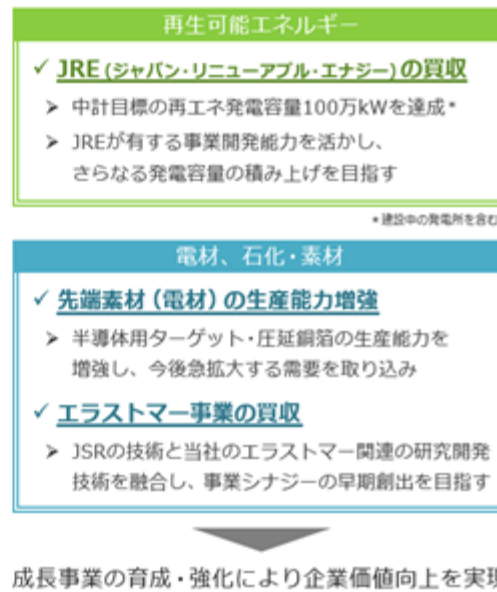 再生可能エネルギー
✓ JRE (ジャパン・リニューアブル・エナジー) の買収
➢ 中計目標の再エネ発電容量100万kWを達成*
➢ JREが有する事業開発能力を活かし、
さらなる発電容量の積み上げを目指す
*建設中の発電所を含む
電材、石化・素材
✓ 先端素材 (電材) の生産能力増強
➢ 半導体用ターゲット・圧延銅箔の生産能力を
増強し、今後急拡大する需要を取り込み
✓ エラストマー事業の買収
➢ JSRの技術と当社のエラストマー関連の研究開発
技術を融合し、事業シナジーの早期創出を目指す
成長事業の育成・強化により企業価値向上を実現